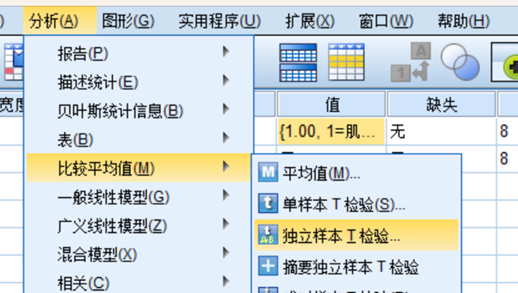 分析(A) 图形(G) 实用程序(U) 扩展(X) 窗口(W) 帮助(H)
报告(P)
描述统计(E)
贝叶斯统计信息(B)
表(B)
比较平均值(M)
一般线性模型(G)
广义线性模型(Z)
混合模型(X)
相关(C)
宽度
值 缺失
{1.00, 1=肌... 无 8
8
M 平均值(M)...
t 单样本 T 检验(S)...
独立样本 T 检验...
摘要独立样本 T 检验